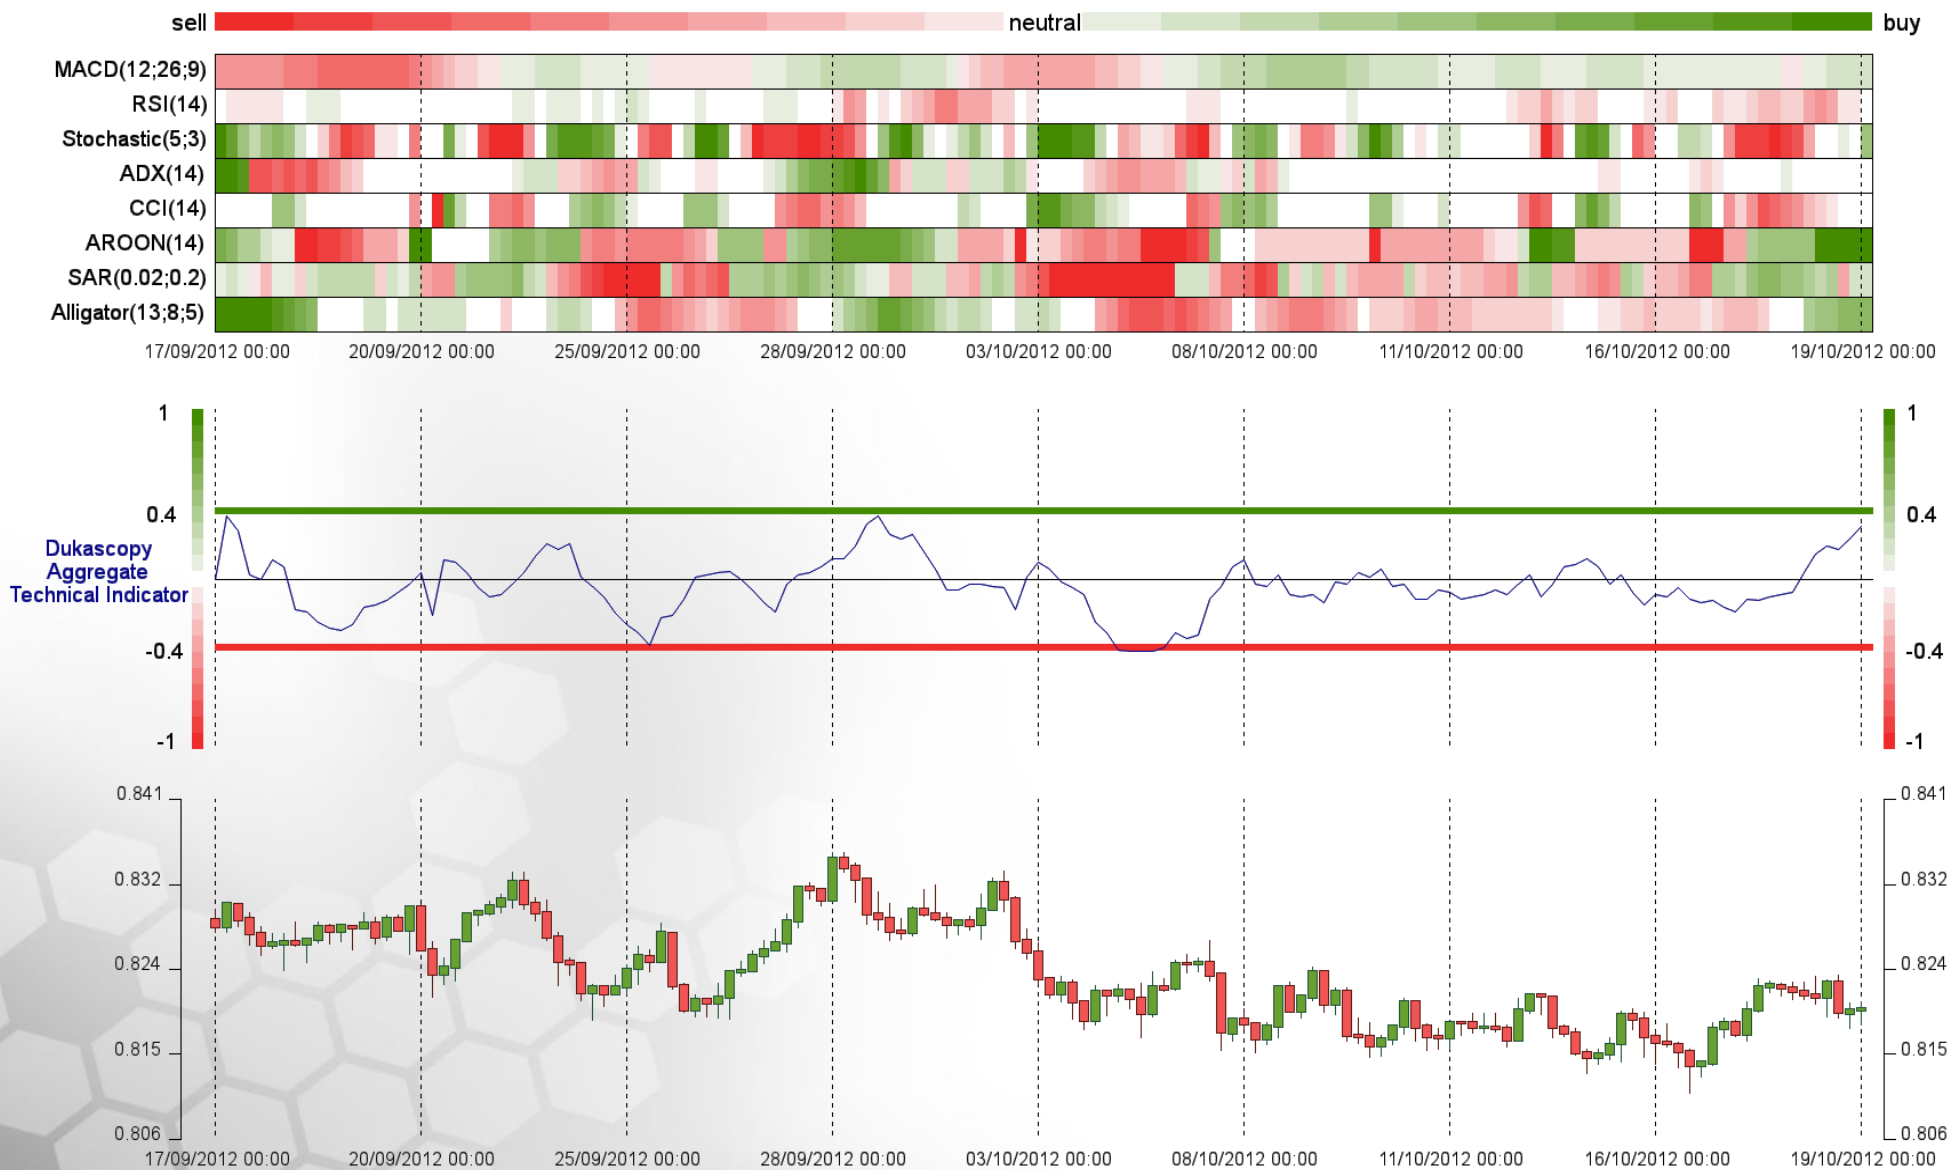 sell neutral buy
MACD(12;26;9)
RSI(14)
Stochastic(5;3)
ADX(14)
CCI(14)
AROON(14)
SAR(0.02;0.2)
Alligator(13;8;5)
17/09/2012 00:00 20/09/2012 00:00 25/09/2012 00:00 28/09/2012 00:00 03/10/2012 00:00 08/10/2012 00:00 11/10/2012 00:00 16/10/2012 00:00 19/10/2012 00:00
1 1
0.4 0.4
Dukascopy
Aggregate
Technical Indicator
-0.4 -0.4
-1 -1
0.841 0.841
0.832 0.832
0.824 0.824
0.815 0.815
0.806 0.806
17/09/2012 00:00 20/09/2012 00:00 25/09/2012 00:00 28/09/2012 00:00 03/10/2012 00:00 08/10/2012 00:00 11/10/2012 00:00 16/10/2012 00:00 19/10/2012 00:00